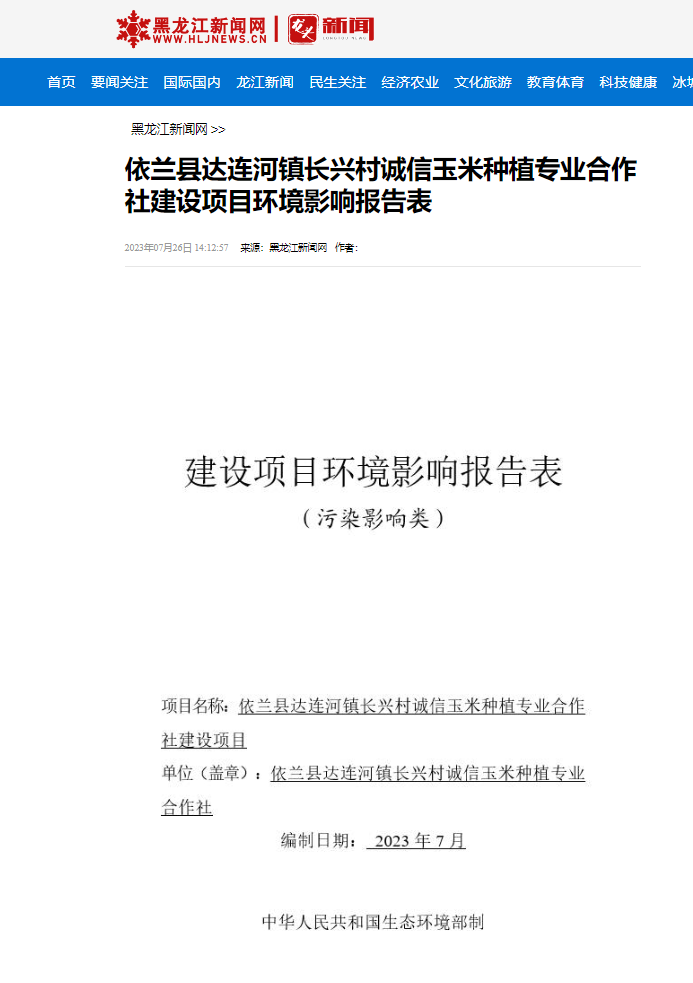 黑龙江新闻网
WWW.HLJNEWS.CN
龙头
新闻
LONGTOU NEWS
首页 要闻关注 国际国内 龙江新闻 民生关注 经济农业 文化旅游 教育体育 科技健康 冰城
黑龙江新闻网 >>
依兰县达连河镇长兴村诚信玉米种植专业合作
社建设项目环境影响报告表
2023年07月26日 14:12:57 来源：黑龙江新闻网 作者：
建设项目环境影响报告表
（污染影响类）
项目名称：依兰县达连河镇长兴村诚信玉米种植专业合作
社建设项目
单位（盖章）：依兰县达连河镇长兴村诚信玉米种植专业
合作社
编制日期： 2023 年 7 月
中华人民共和国生态环境部制